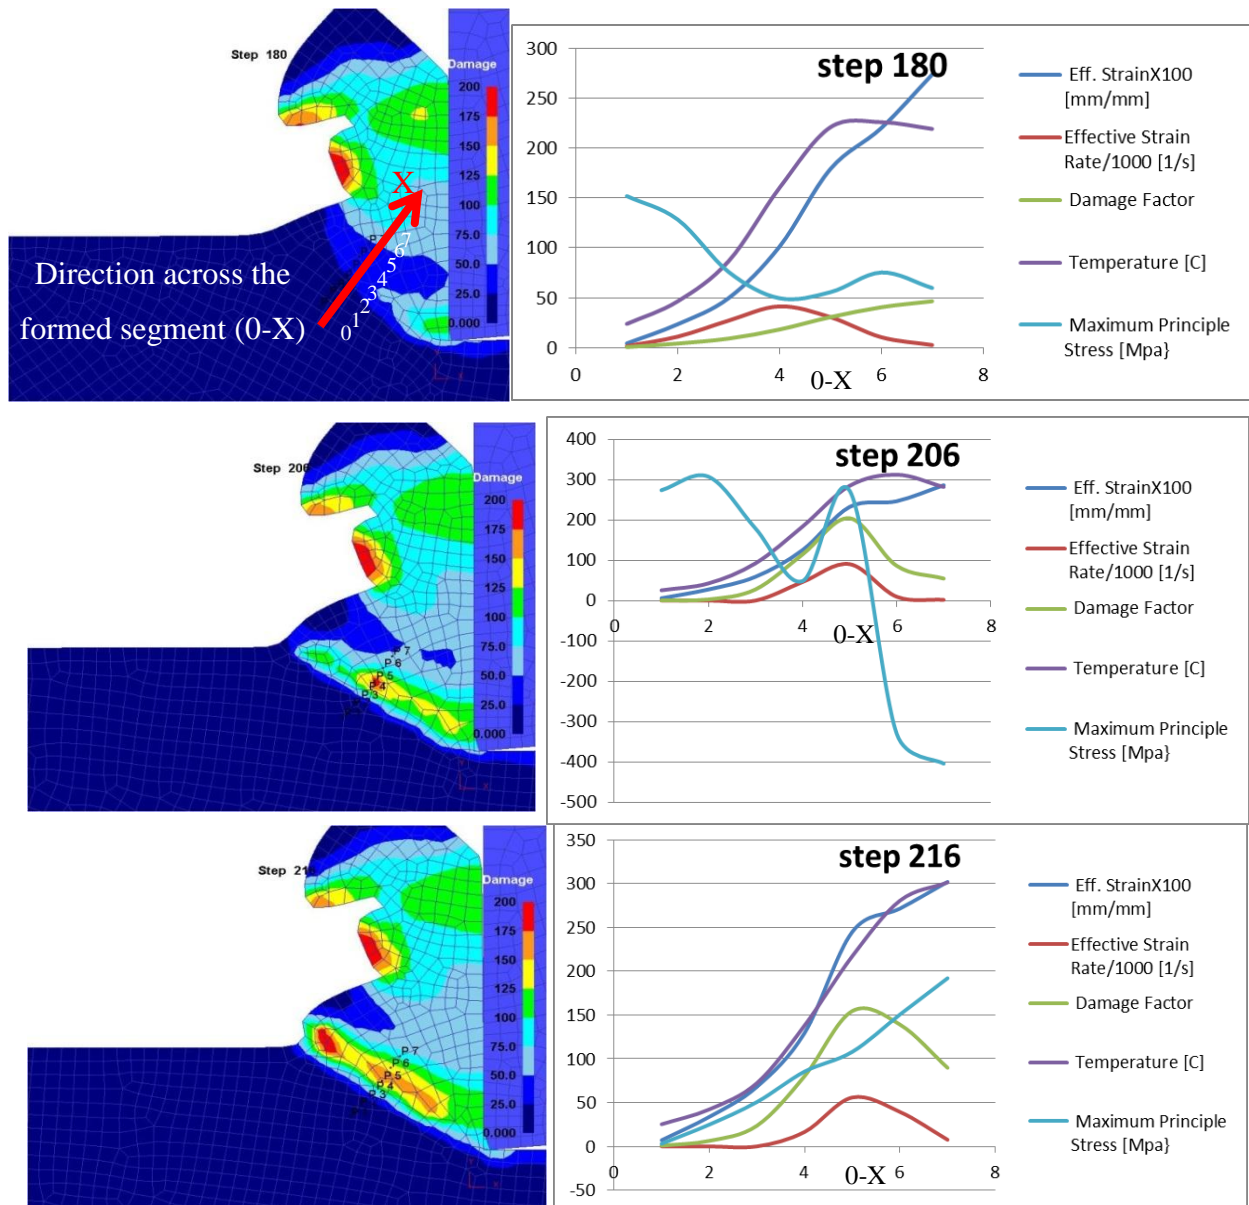 Step 180
Damage
200
175
150
125
100
75.0
50.0
25.0
0.000
X
7
6
5
4
3
2
1
0
Direction across the
formed segment (0-X)
step 180
300
250
200
150
100
50
0
0 2 4 6 8
0-X
Eff. StrainX100
[mm/mm]
Effective Strain
Rate/1000 [1/s]
Damage Factor
Temperature [C]
Maximum Principle
Stress [Mpa}
Step 206
Damage
200
175
150
125
100
75.0
50.0
25.0
0.000
P 7
P 6
P 5
P 4
P 3
step 206
400
300
200
100
0
-100
-200
-300
-400
-500
0 2 4 6 8
0-X
Eff. StrainX100
[mm/mm]
Effective Strain
Rate/1000 [1/s]
Damage Factor
Temperature [C]
Maximum Principle
Stress [Mpa}
Step 216
Damage
200
175
150
125
100
75.0
50.0
25.0
0.000
P 7
P 6
P 5
P 4
P 3
step 216
350
300
250
200
150
100
50
0
-50
0 2 4 6 8
0-X
Eff. StrainX100
[mm/mm]
Effective Strain
Rate/1000 [1/s]
Damage Factor
Temperature [C]
Maximum Principle
Stress [Mpa}